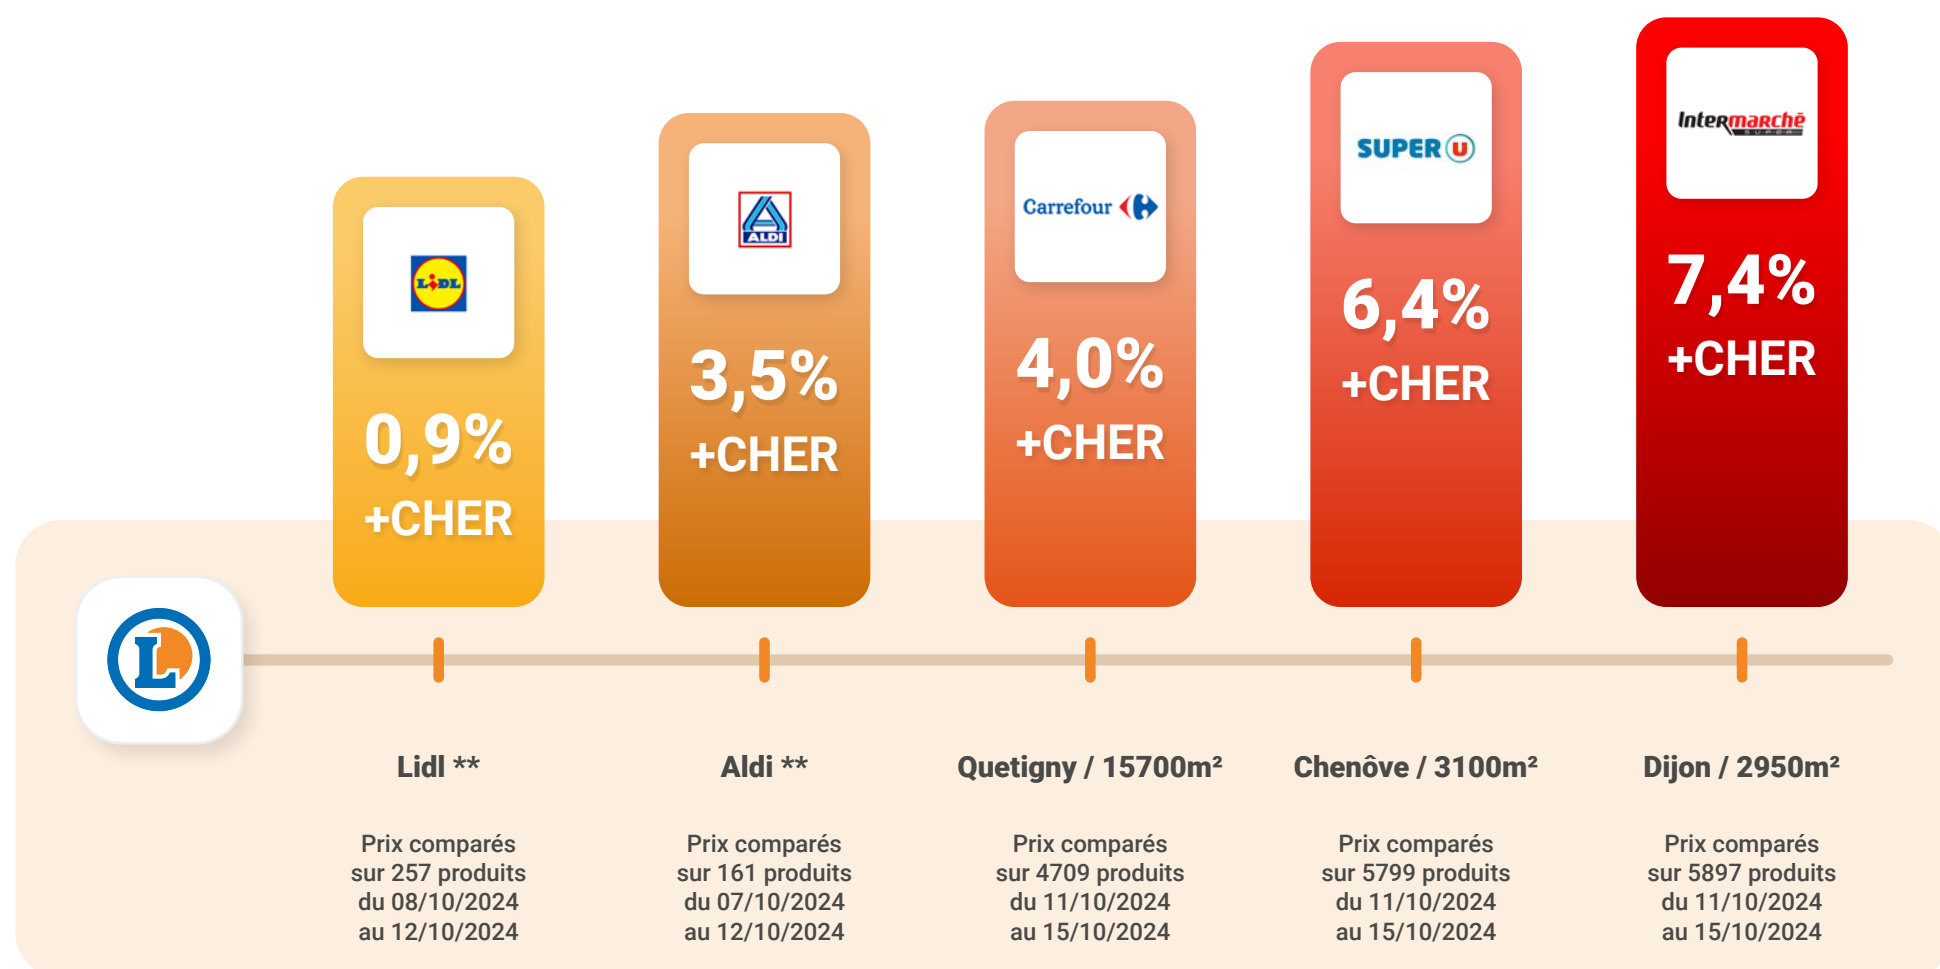 LIDL
0,9%
+CHER
ALDI
3,5%
+CHER
Carrefour
4,0%
+CHER
SUPER U
6,4%
+CHER
Intermarchē
SUPER
7,4%
+CHER
L
Lidl **
Prix comparés
sur 257 produits
du 08/10/2024
au 12/10/2024
Aldi **
Prix comparés
sur 161 produits
du 07/10/2024
au 12/10/2024
Quetigny / 15700m²
Prix comparés
sur 4709 produits
du 11/10/2024
au 15/10/2024
Chenôve / 3100m²
Prix comparés
sur 5799 produits
du 11/10/2024
au 15/10/2024
Dijon / 2950m²
Prix comparés
sur 5897 produits
du 11/10/2024
au 15/10/2024